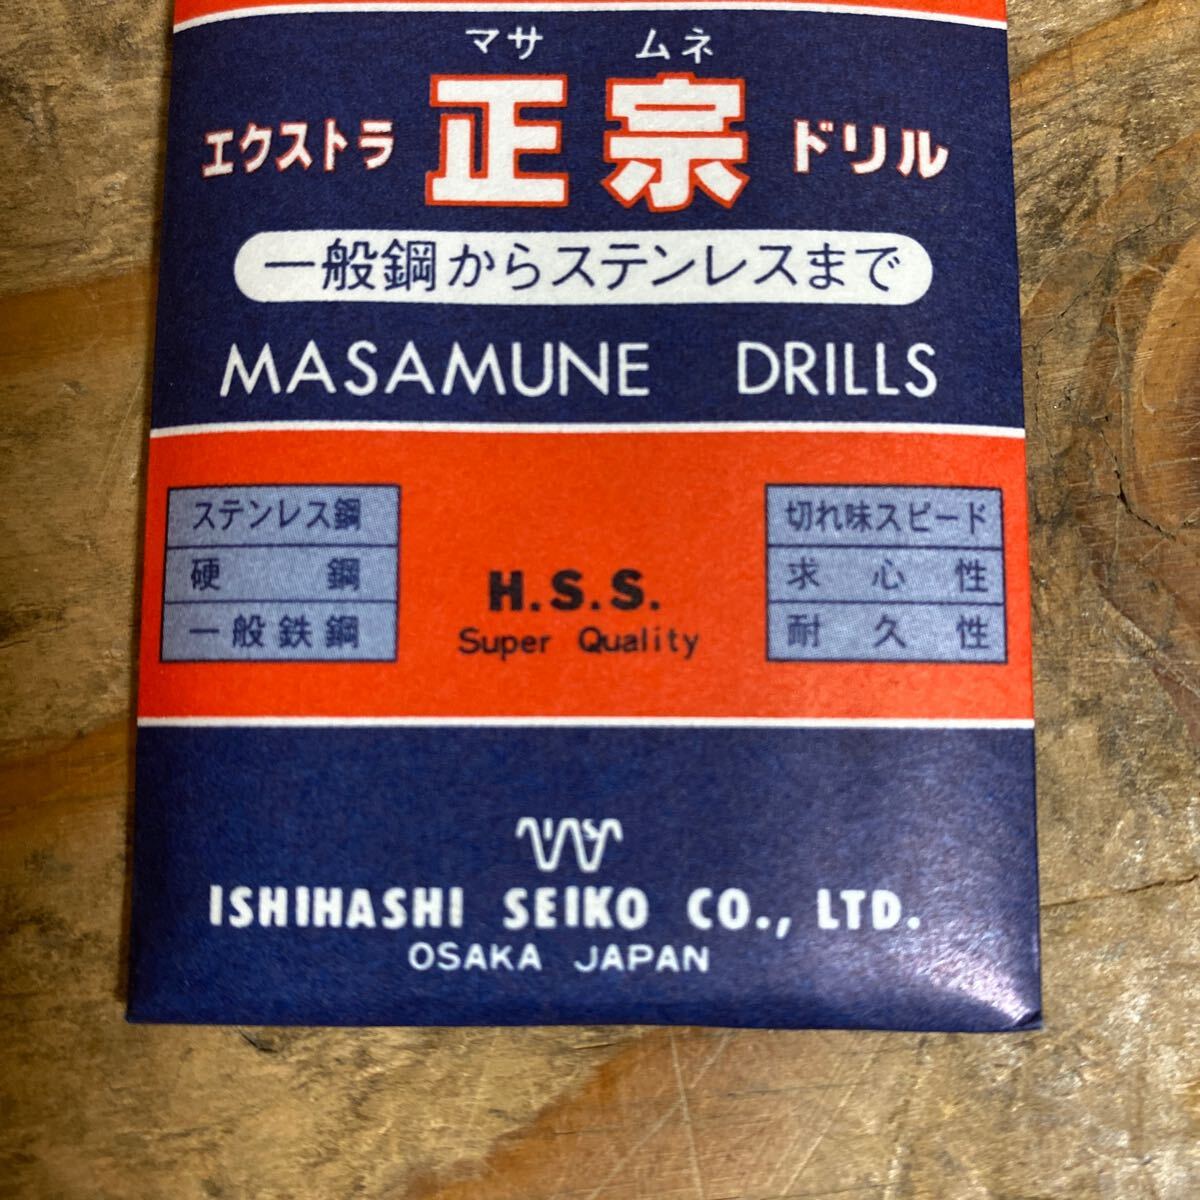 マサ ムネ
エクストラ 正宗 ドリル
一般鋼からステンレスまで
MASAMUNE DRILLS
ステンレス鋼
硬鋼
一般鉄鋼
H.S.S.
Super Quality
切れ味スピード
求心性
耐久性
ISHIHASHI SEIKO CO., LTD.
OSAKA JAPAN